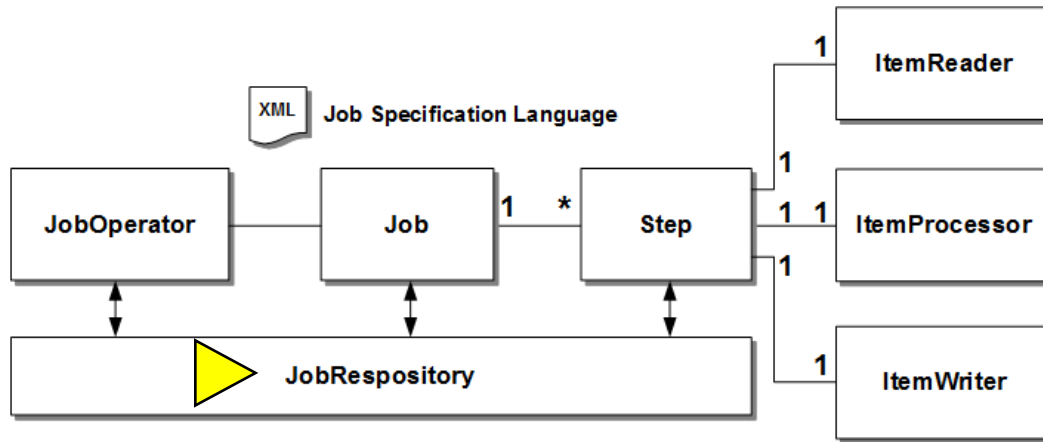 1
ItemReader
XML
Job Specification Language
1
JobOperator
Job
1
*
Step
1
1
ItemProcessor
1
JobRespository
1
ItemWriter